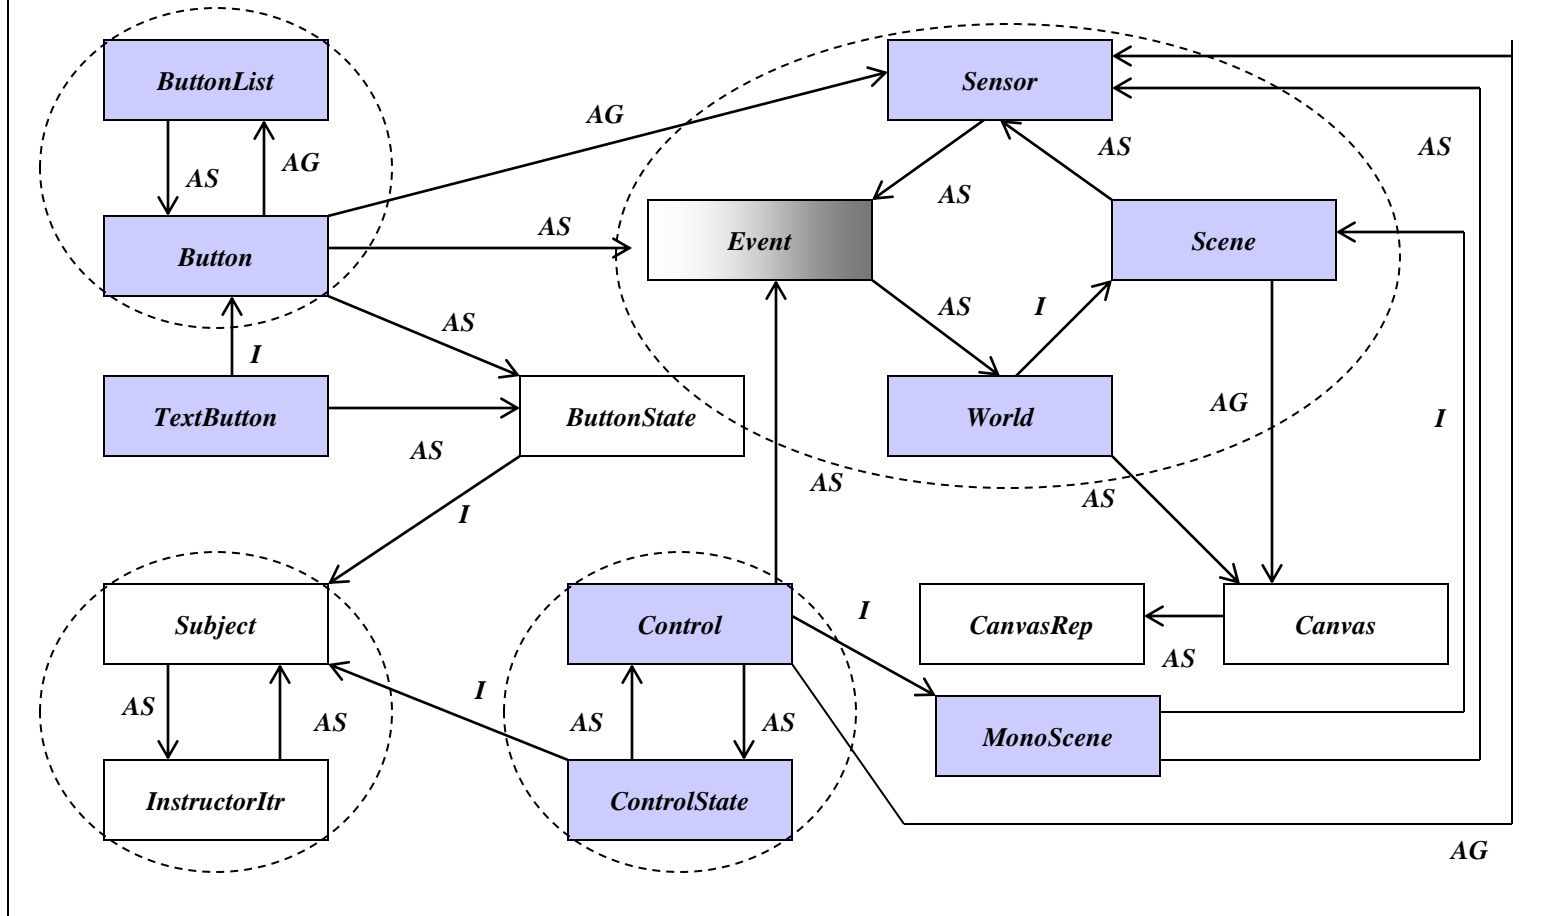 ButtonList
Sensor
AG
AS
AS
AG
AS
AS
AS
Event
Scene
Button
AS
AS
I
AS
I
TextButton
ButtonState
World
AG
I
AS
AS
AS
I
Subject
Control
I
CanvasRep
Canvas
AS
I
AS
AS
AS
AS
MonoScene
InstructorItr
ControlState
AG